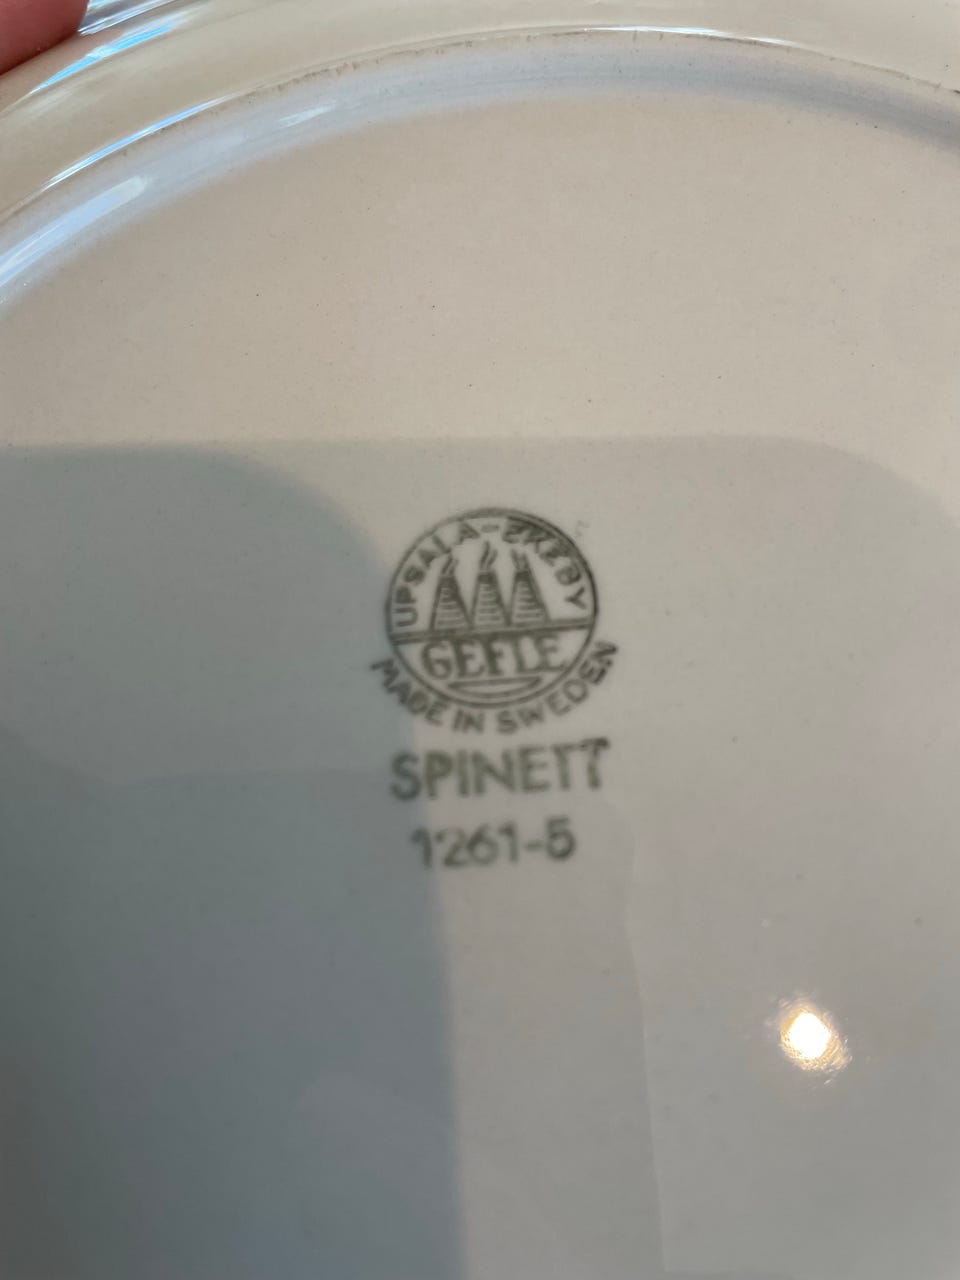 UPSALA-EKEBY
GEFLE
MADE IN SWEDEN
SPINETT
1261-5